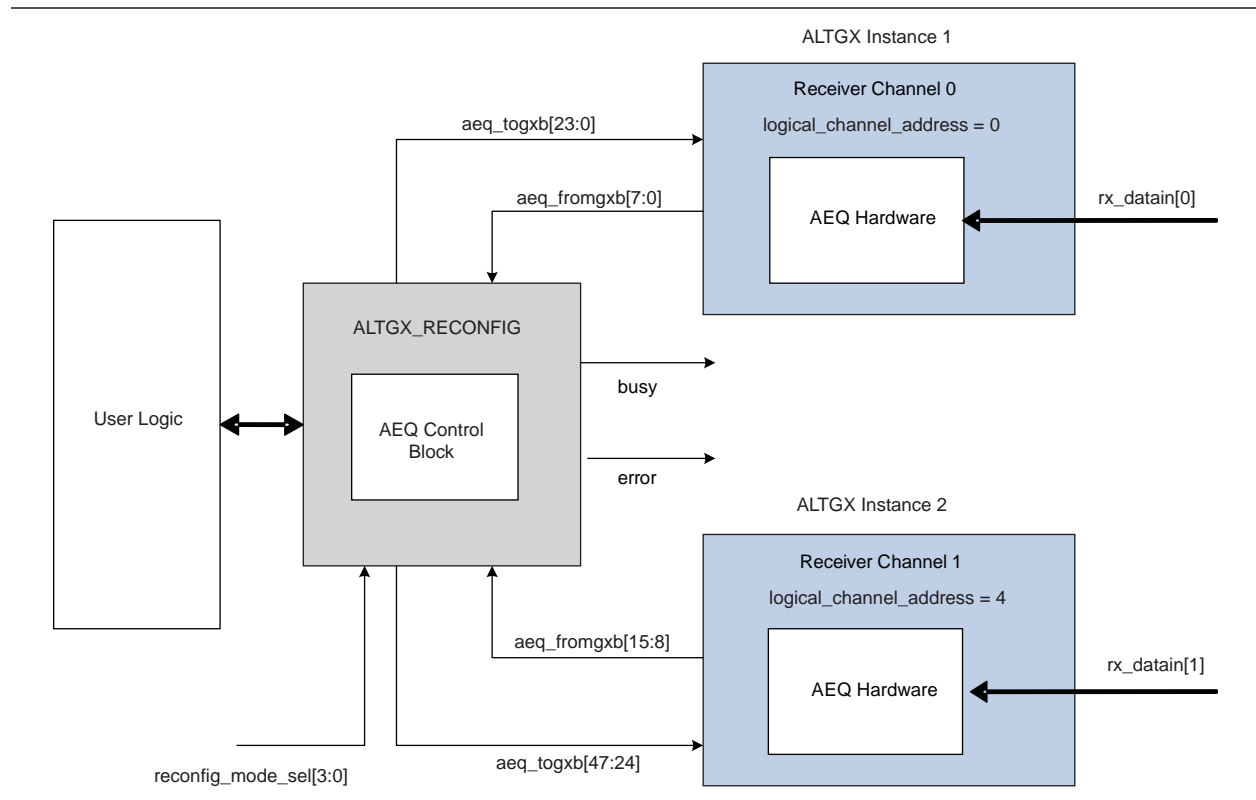 ALTGX Instance 1
Receiver Channel 0
logical_channel_address = 0
aeq_togxb[23:0]
aeq_fromgxb[7:0]
AEQ Hardware
rx_datain[0]
ALTGX_RECONFIG
busy
User Logic
AEQ Control
Block
error
ALTGX Instance 2
Receiver Channel 1
logical_channel_address = 4
aeq_fromgxb[15:8]
AEQ Hardware
rx_datain[1]
aeq_togxb[47:24]
reconfig_mode_sel[3:0]